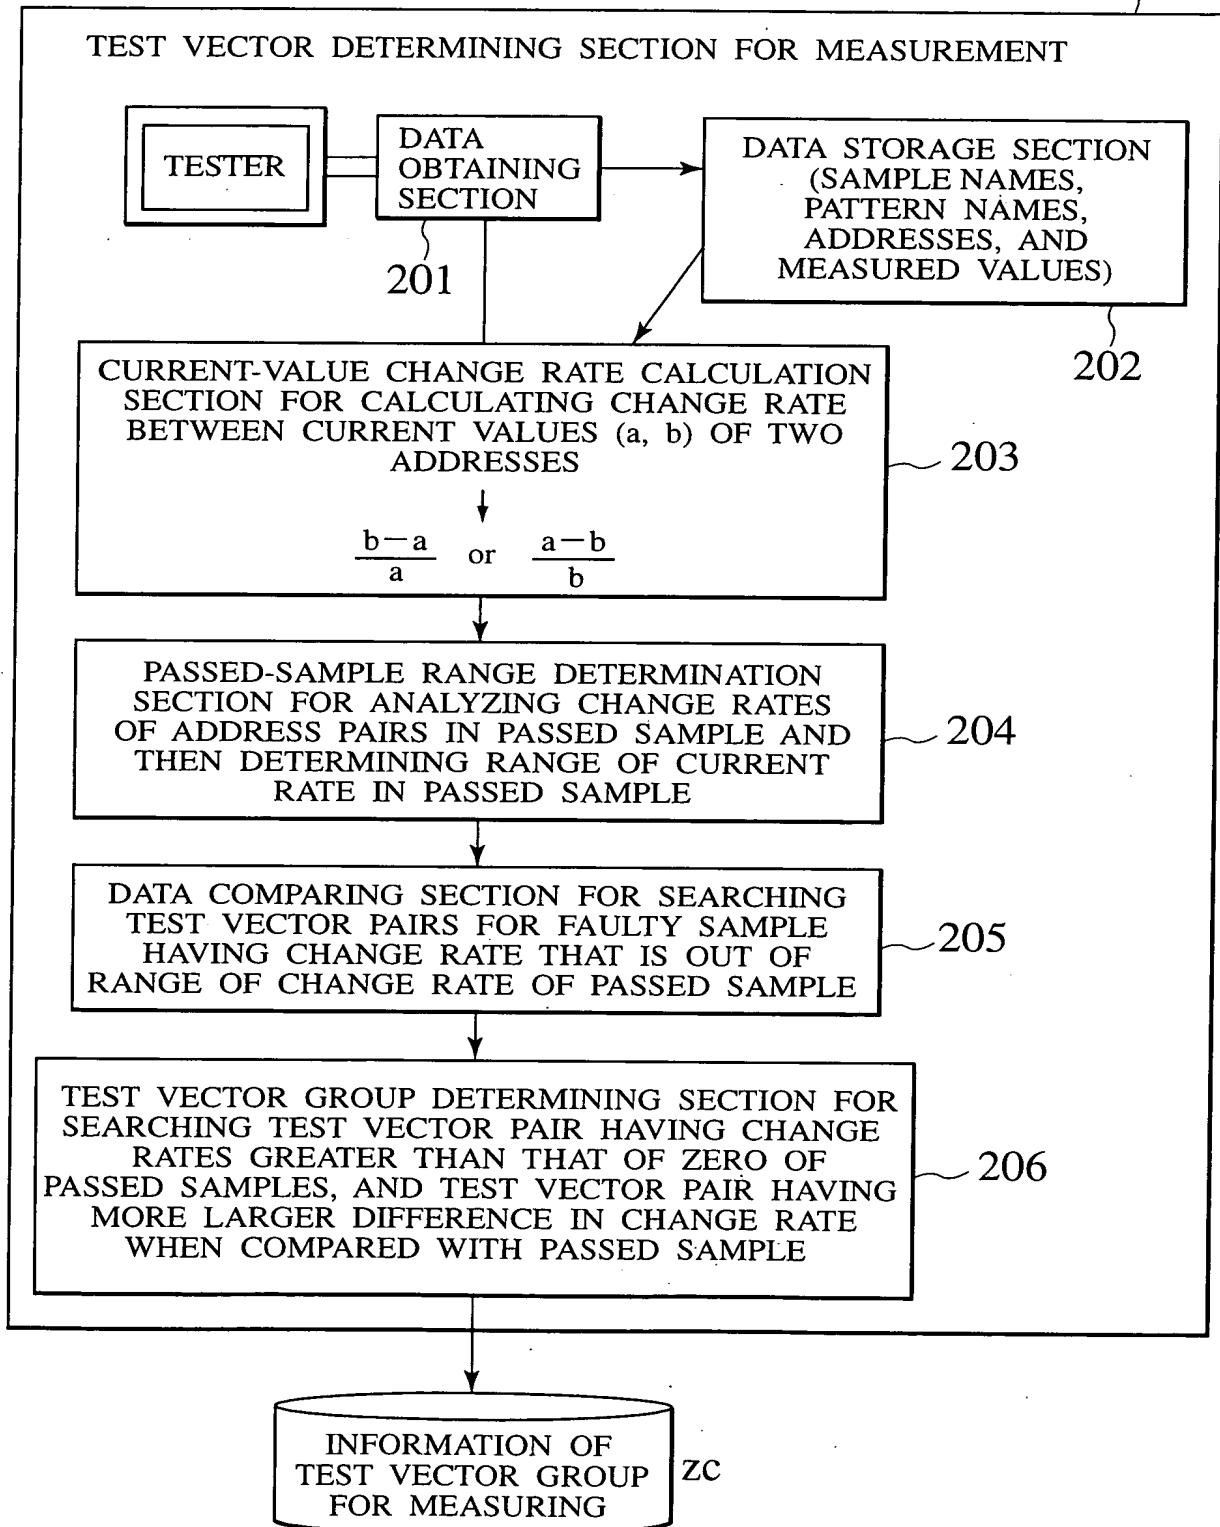 TEST VECTOR DETERMINING SECTION FOR MEASUREMENT
TESTER
DATA
OBTAINING
SECTION
201
DATA STORAGE SECTION
(SAMPLE NAMES,
PATTERN NAMES,
ADDRESSES, AND
MEASURED VALUES)
202
CURRENT-VALUE CHANGE RATE CALCULATION
SECTION FOR CALCULATING CHANGE RATE
BETWEEN CURRENT VALUES (a, b) OF TWO
ADDRESSES
b-a
a
or
a-b
b
203
PASSED-SAMPLE RANGE DETERMINATION
SECTION FOR ANALYZING CHANGE RATES
OF ADDRESS PAIRS IN PASSED SAMPLE AND
THEN DETERMINING RANGE OF CURRENT
RATE IN PASSED SAMPLE
204
DATA COMPARING SECTION FOR SEARCHING
TEST VECTOR PAIRS FOR FAULTY SAMPLE
HAVING CHANGE RATE THAT IS OUT OF
RANGE OF CHANGE RATE OF PASSED SAMPLE
205
TEST VECTOR GROUP DETERMINING SECTION FOR
SEARCHING TEST VECTOR PAIR HAVING CHANGE
RATES GREATER THAN THAT OF ZERO OF
PASSED SAMPLES, AND TEST VECTOR PAIR HAVING
MORE LARGER DIFFERENCE IN CHANGE RATE
WHEN COMPARED WITH PASSED SAMPLE
206
INFORMATION OF
TEST VECTOR GROUP
FOR MEASURING
zc